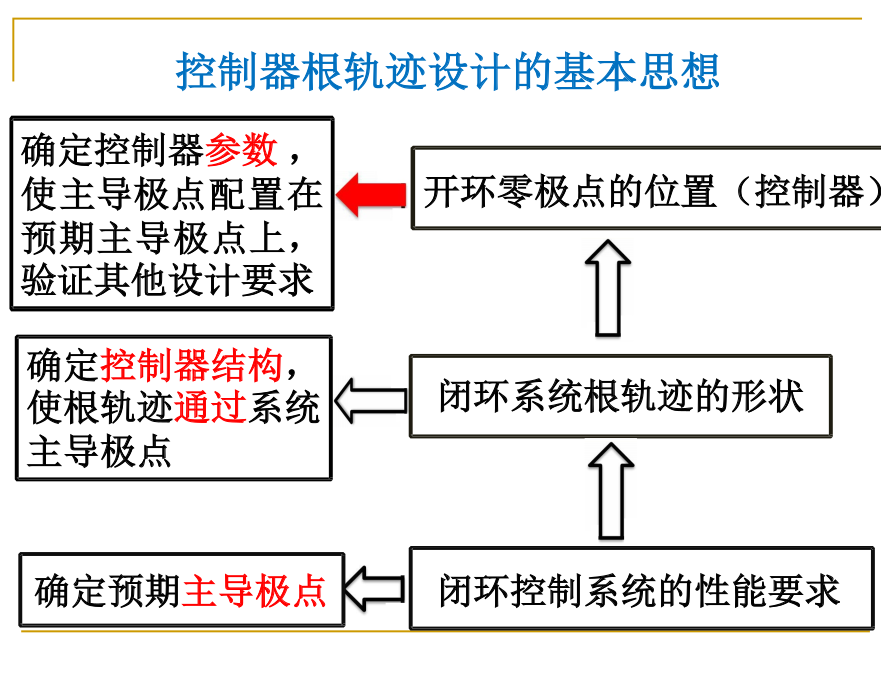 控制器根轨迹设计的基本思想
确定控制器参数，
使主导极点配置在
预期主导极点上，
验证其他设计要求
开环零极点的位置（控制器）
确定控制器结构，
使根轨迹通过系统
主导极点
闭环系统根轨迹的形状
确定预期主导极点
闭环控制系统的性能要求